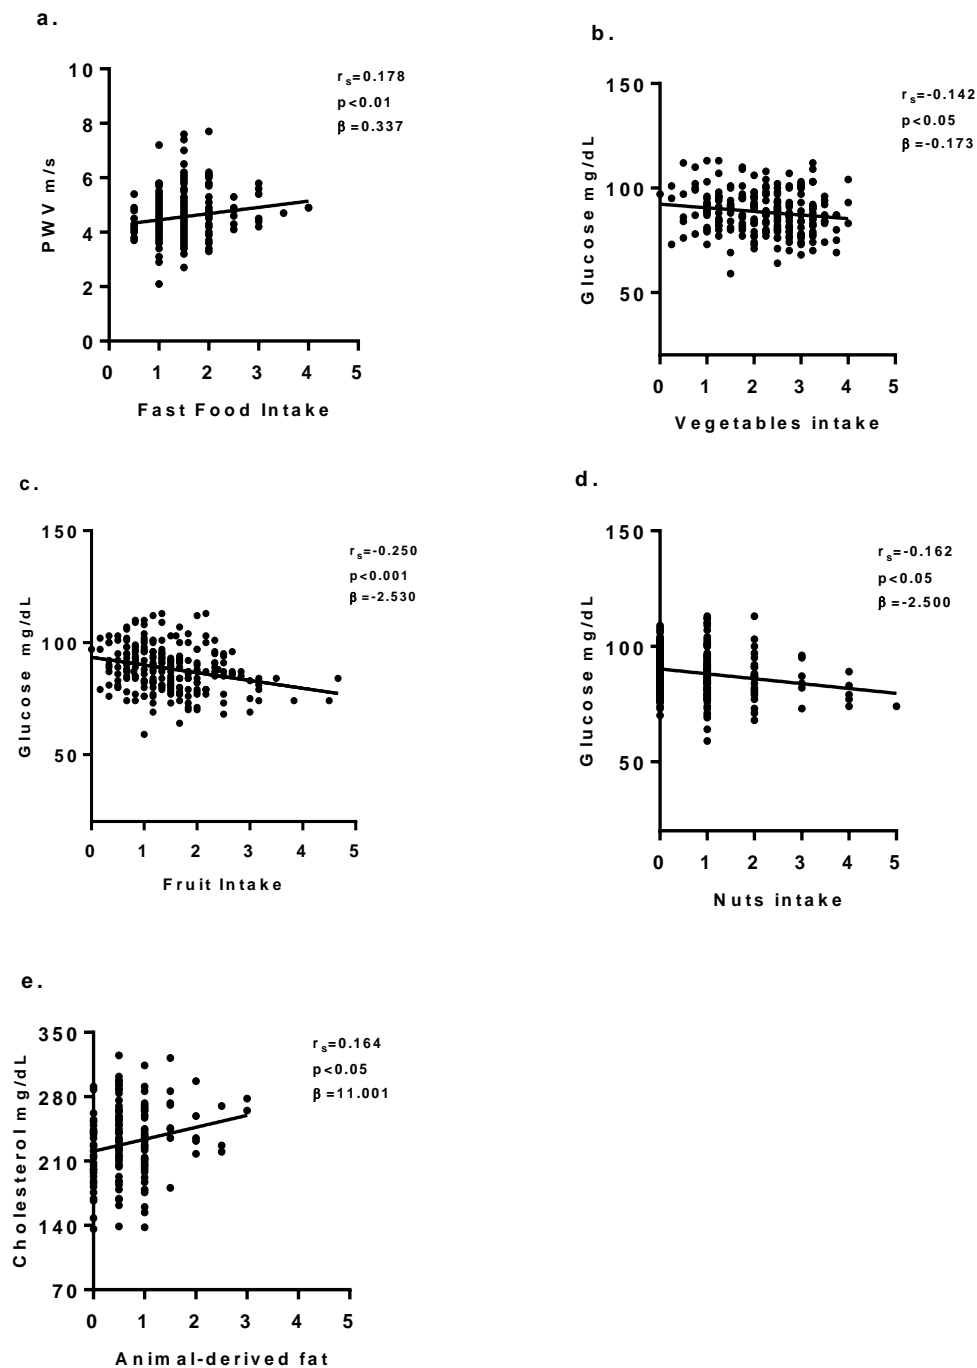 a.
10
8
6
4
2
0
PWV m/s
0 1 2 3 4 5
Fast Food Intake
rs=0.178
p<0.01
β=0.337
b.
150
100
50
Glucose mg/dL
0 1 2 3 4 5
Vegetables intake
rs=-0.142
p<0.05
β=-0.173
c.
150
100
50
Glucose mg/dL
0 1 2 3 4 5
Fruit Intake
rs=-0.250
p<0.001
β=-2.530
d.
150
100
50
Glucose mg/dL
0 1 2 3 4 5
Nuts intake
rs=-0.162
p<0.05
β=-2.500
e.
350
280
210
140
70
Cholesterol mg/dL
0 1 2 3 4 5
Animal-derived fat
rs=0.164
p<0.05
β=11.001